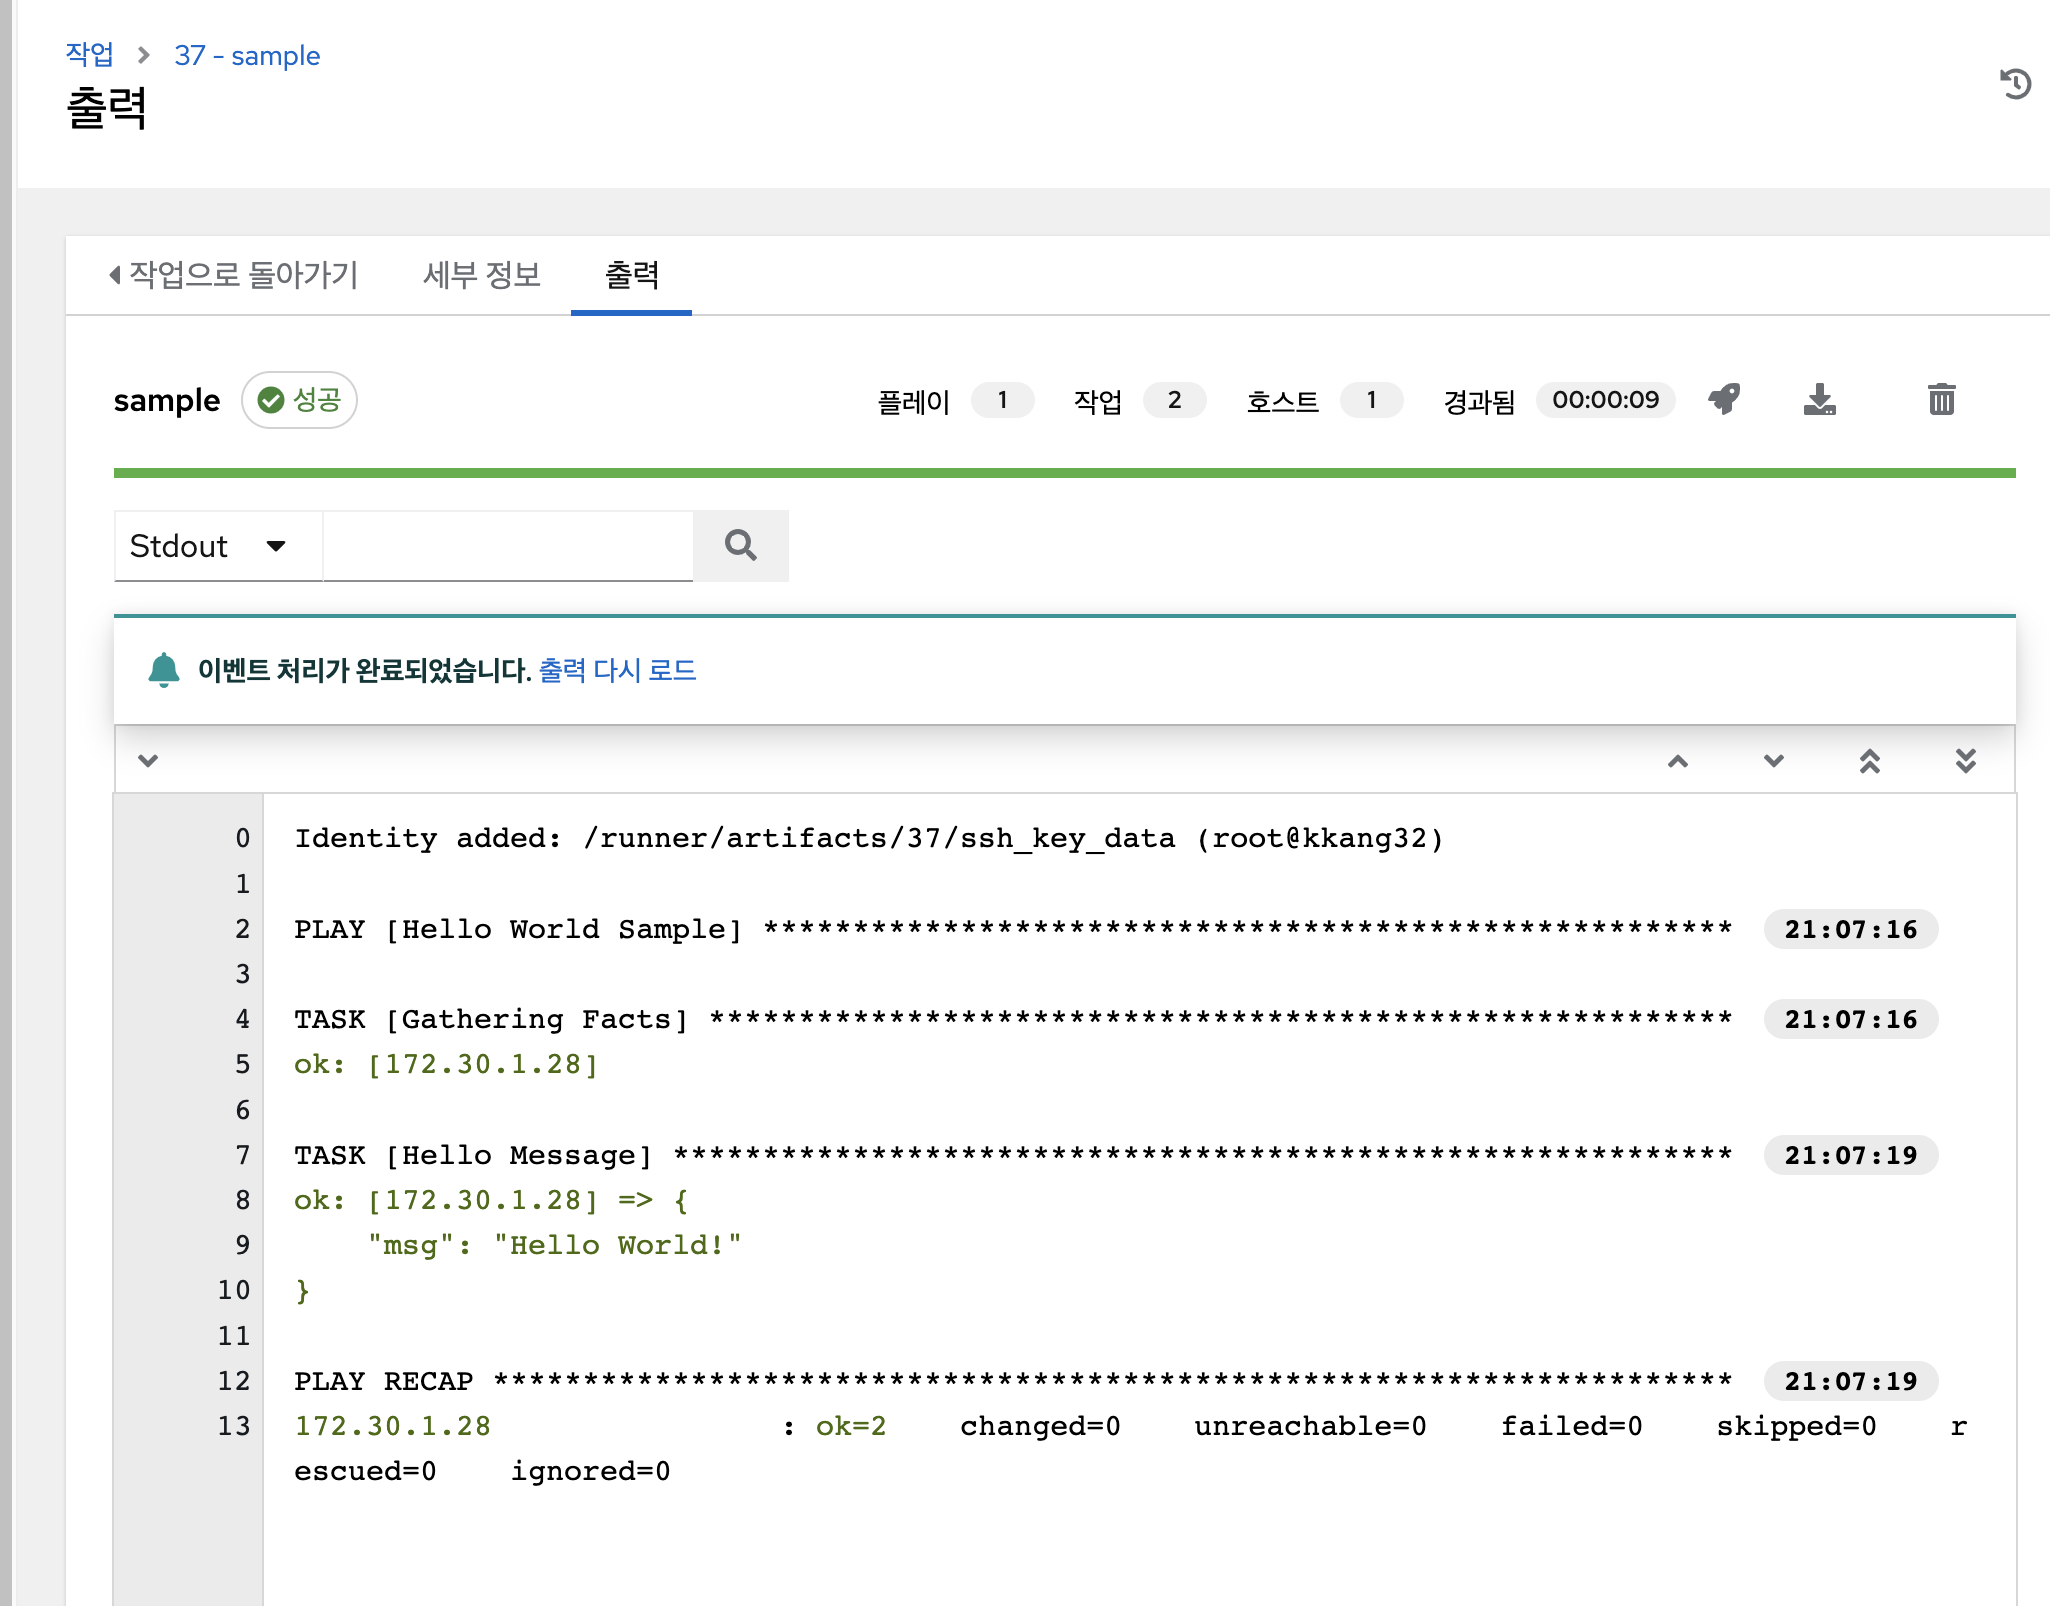 작업 > 37 - sample
출력
작업으로 돌아가기 세부 정보 출력
sample 성공 플레이 1 작업 2 호스트 1 경과됨 00:00:09
Stdout
이벤트 처리가 완료되었습니다. 출력 다시 로드
0 Identity added: /runner/artifacts/37/ssh_key_data (root@kkang32)
1
2 PLAY [Hello World Sample] ****************************************************** 21:07:16
3
4 TASK [Gathering Facts] ********************************************************* 21:07:16
5 ok: [172.30.1.28]
6
7 TASK [Hello Message] *********************************************************** 21:07:19
8 ok: [172.30.1.28] => {
9     "msg": "Hello World!"
10 }
11
12 PLAY RECAP ********************************************************************* 21:07:19
13 172.30.1.28                : ok=2    changed=0    unreachable=0    failed=0    skipped=0    r
escued=0    ignored=0